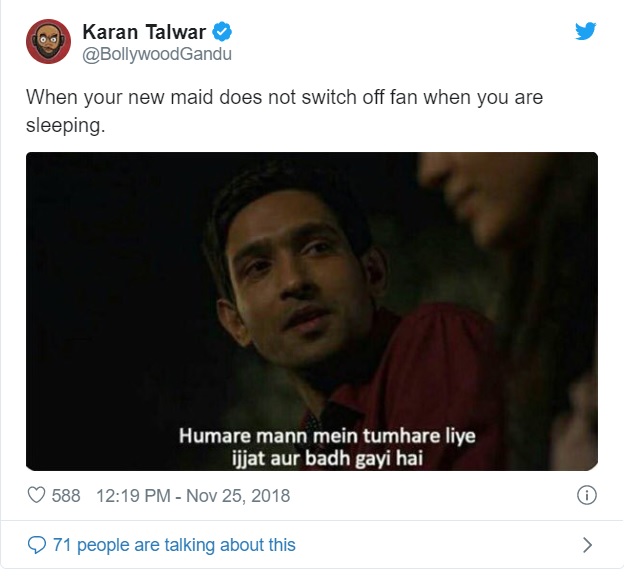 Karan Talwar
@BollywoodGandu
When your new maid does not switch off fan when you are
sleeping.
Humare mann mein tumhare liye
ijjat aur badh gayi hai
588 12:19 PM - Nov 25, 2018
71 people are talking about this